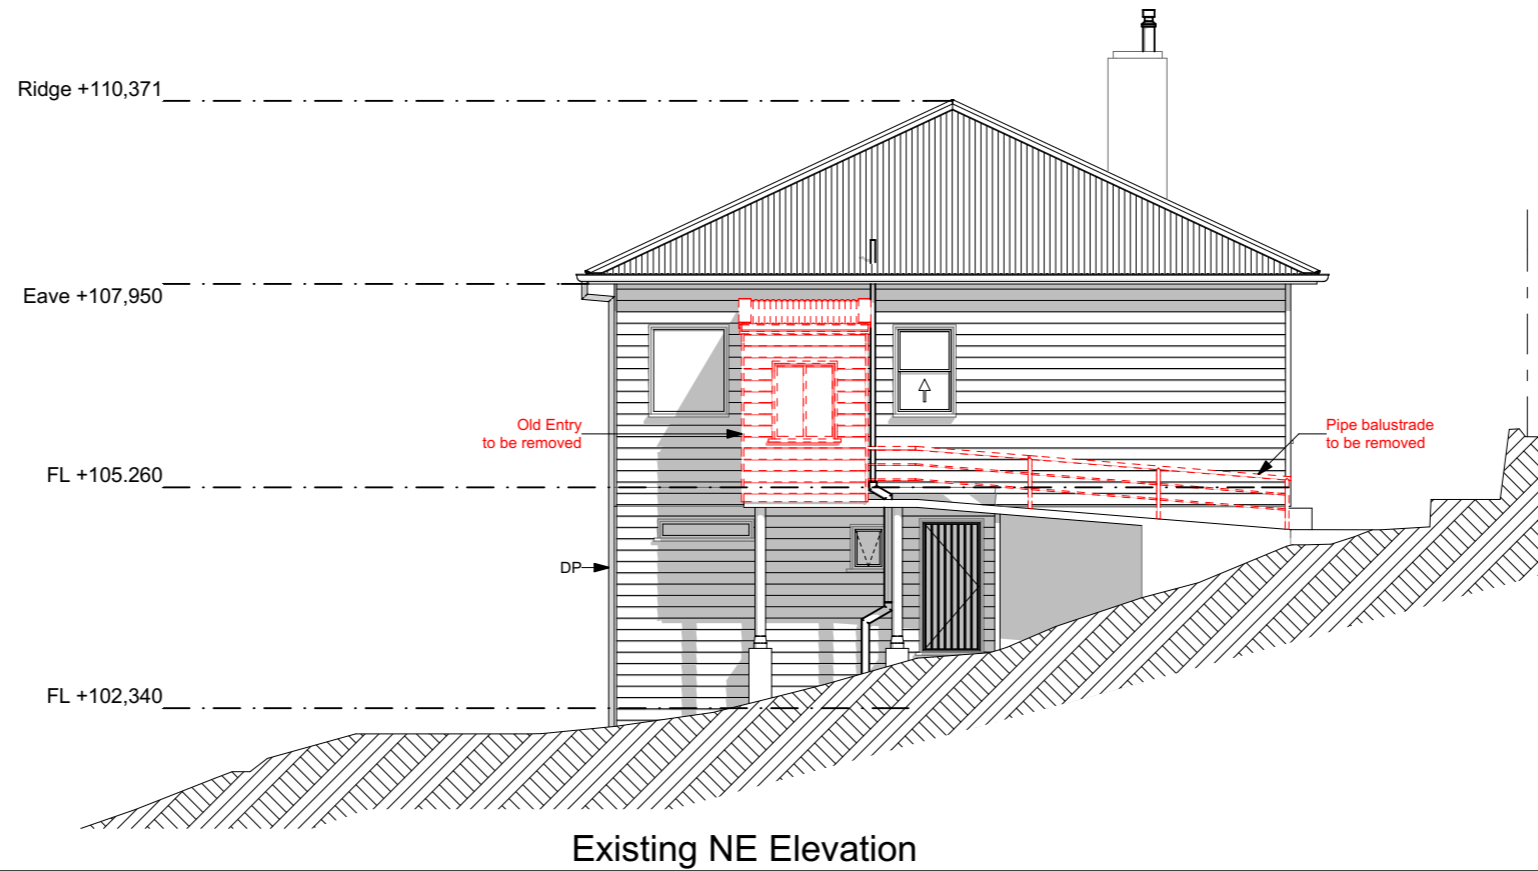 Ridge +110,371
Eave +107,950
Old Entry
to be removed
Pipe balustrade
to be removed
FL +105.260
DP
FL +102,340
Existing NE Elevation